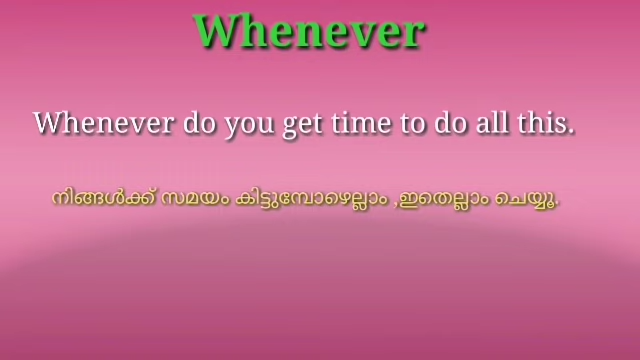 Whenever
Whenever do you get time to do all this.
നിങ്ങൾക്ക് സമയം കിട്ടുമ്പോഴെല്ലാം ,ഇതെല്ലാം ചെയ്യൂ.